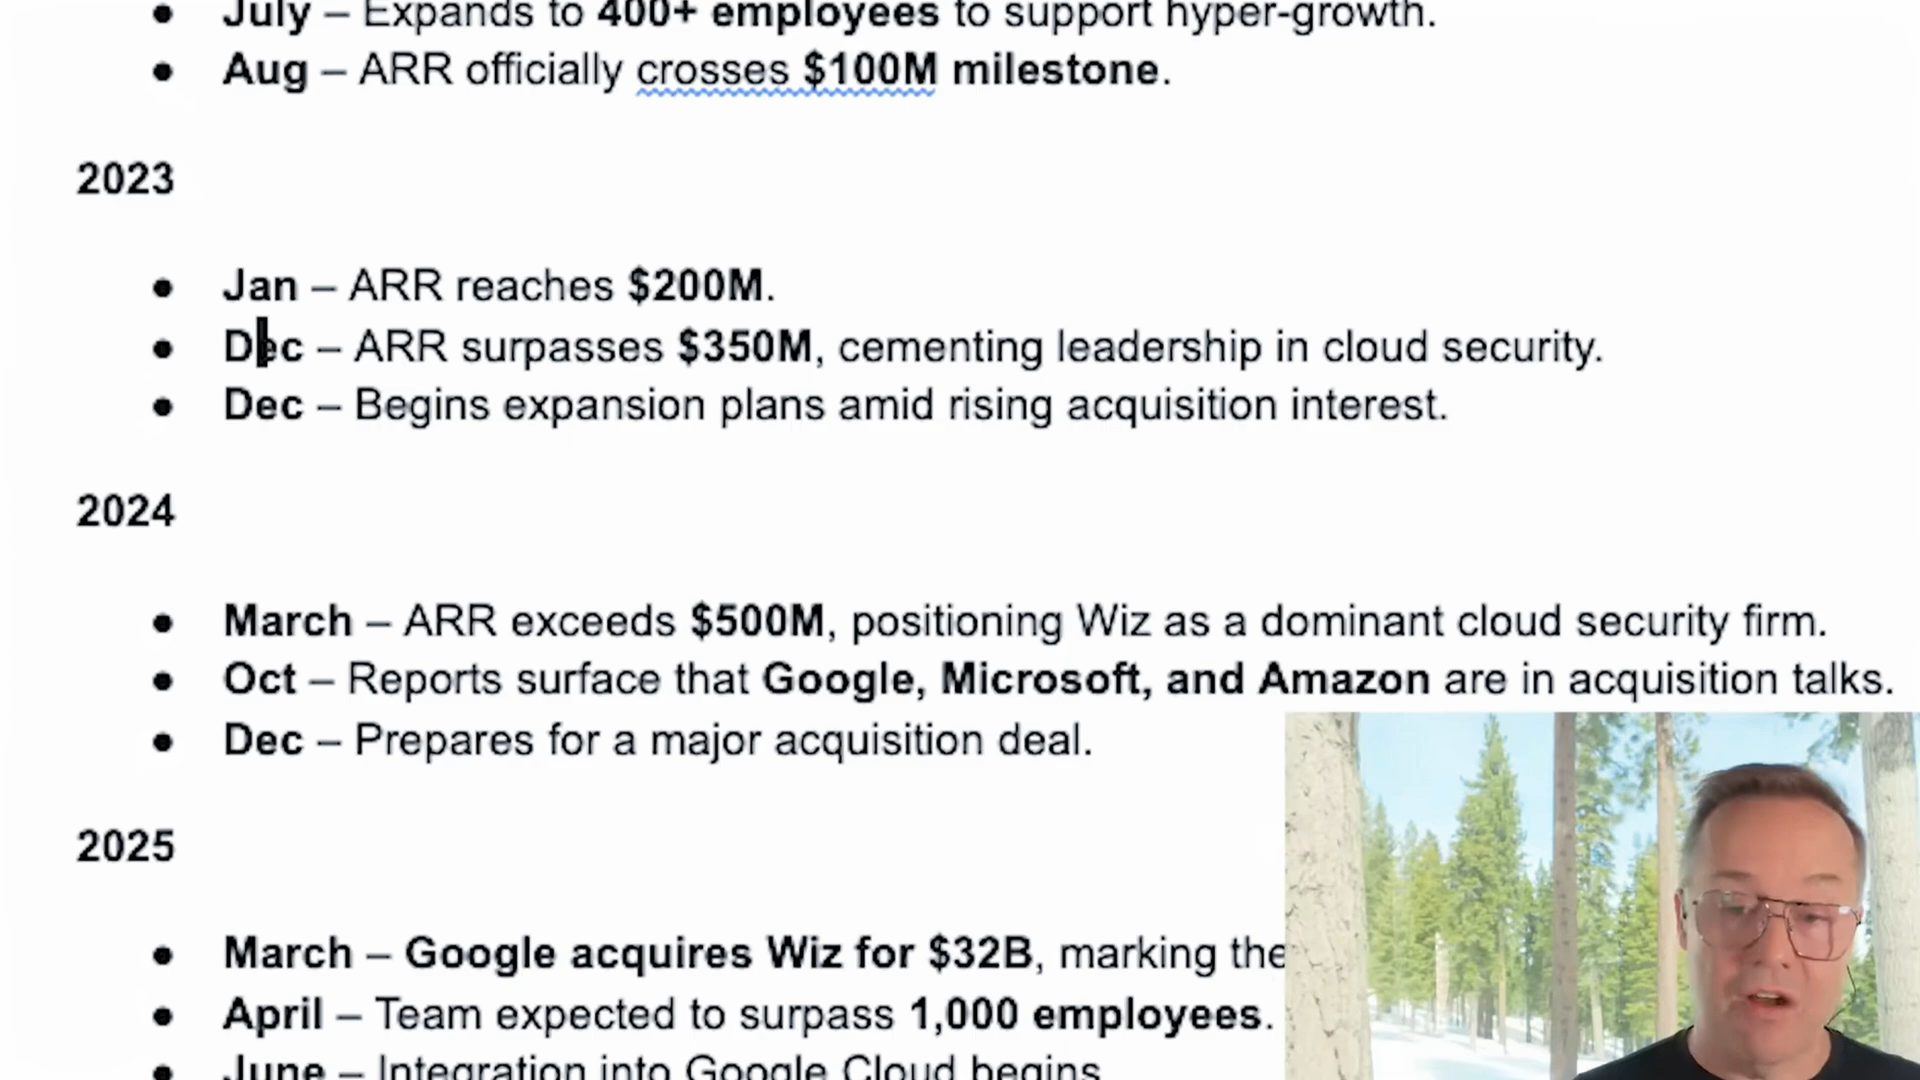 • July – Expands to 400+ employees to support hyper-growth.
• Aug – ARR officially crosses $100M milestone.
2023
• Jan – ARR reaches $200M.
• Dec – ARR surpasses $350M, cementing leadership in cloud security.
• Dec – Begins expansion plans amid rising acquisition interest.
2024
• March – ARR exceeds $500M, positioning Wiz as a dominant cloud security firm.
• Oct – Reports surface that Google, Microsoft, and Amazon are in acquisition talks.
• Dec – Prepares for a major acquisition deal.
2025
• March – Google acquires Wiz for $32B, marking the
• April – Team expected to surpass 1,000 employees.
• June – Integration into Google Cloud begins